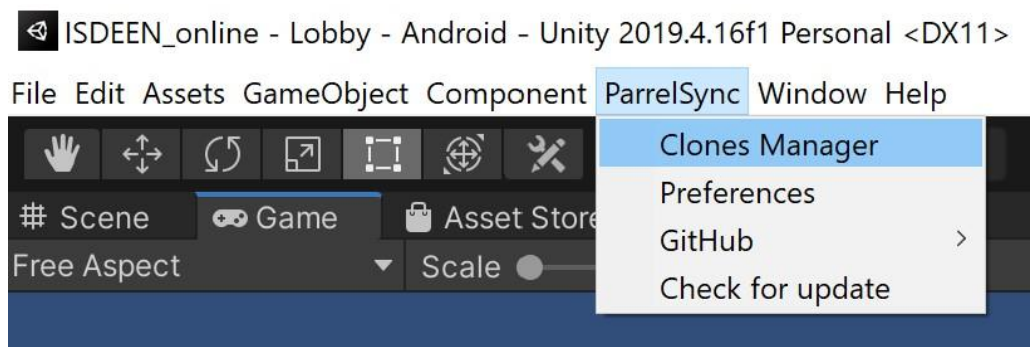 ISDEEN_online - Lobby - Android - Unity 2019.4.16f1 Personal <DX11>
File Edit Assets GameObject Component ParrelSync Window Help
Clones Manager
Preferences
GitHub
Check for update
Scene Game Asset Store
Free Aspect Scale